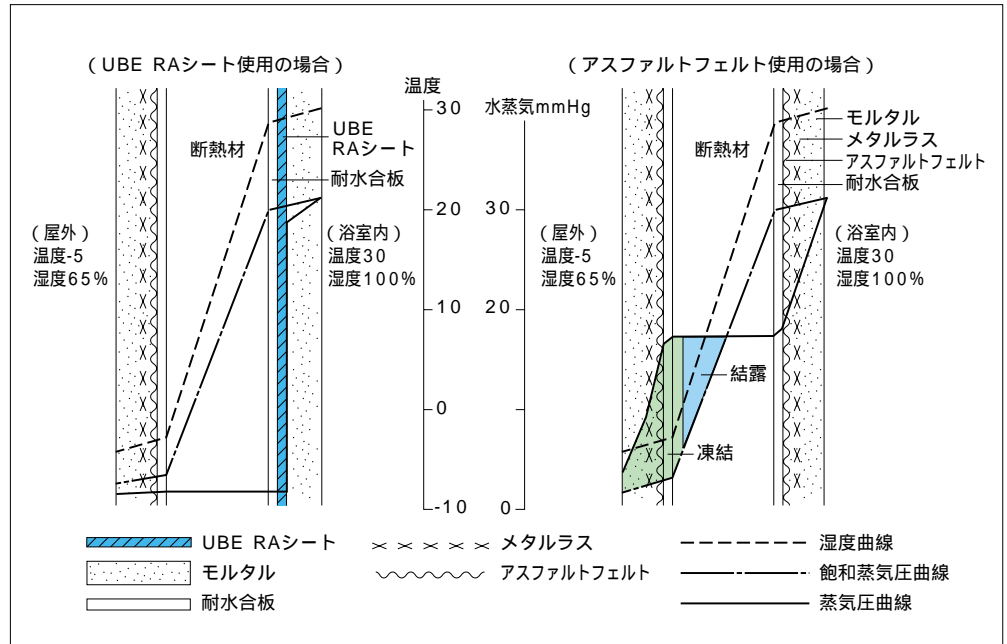 (UBE RAシート使用の場合)
温度
30
20
10
0
-10
UBE
RAシート
断熱材
耐水合板
(屋外)
温度-5
湿度65%
(浴室内)
温度30
湿度100%
(アスファルトフェルト使用の場合)
水蒸気mmHg
30
20
0
モルタル
メタルラス
アスファルトフェルト
耐水合板
断熱材
(屋外)
温度-5
湿度65%
(浴室内)
温度30
湿度100%
結露
凍結
UBE RAシート
モルタル
耐水合板
メタルラス
アスファルトフェルト
湿度曲線
飽和蒸気圧曲線
蒸気圧曲線